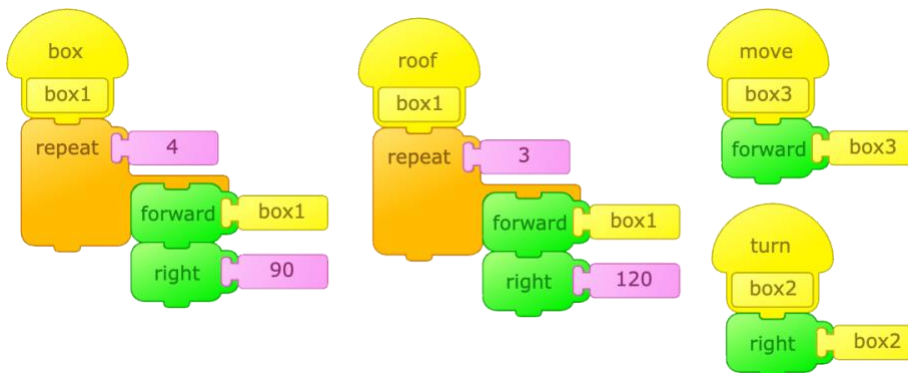 box
box1
repeat 4
forward box1
right 90
roof
box1
repeat 3
forward box1
right 120
move
box3
forward box3
turn
box2
right box2